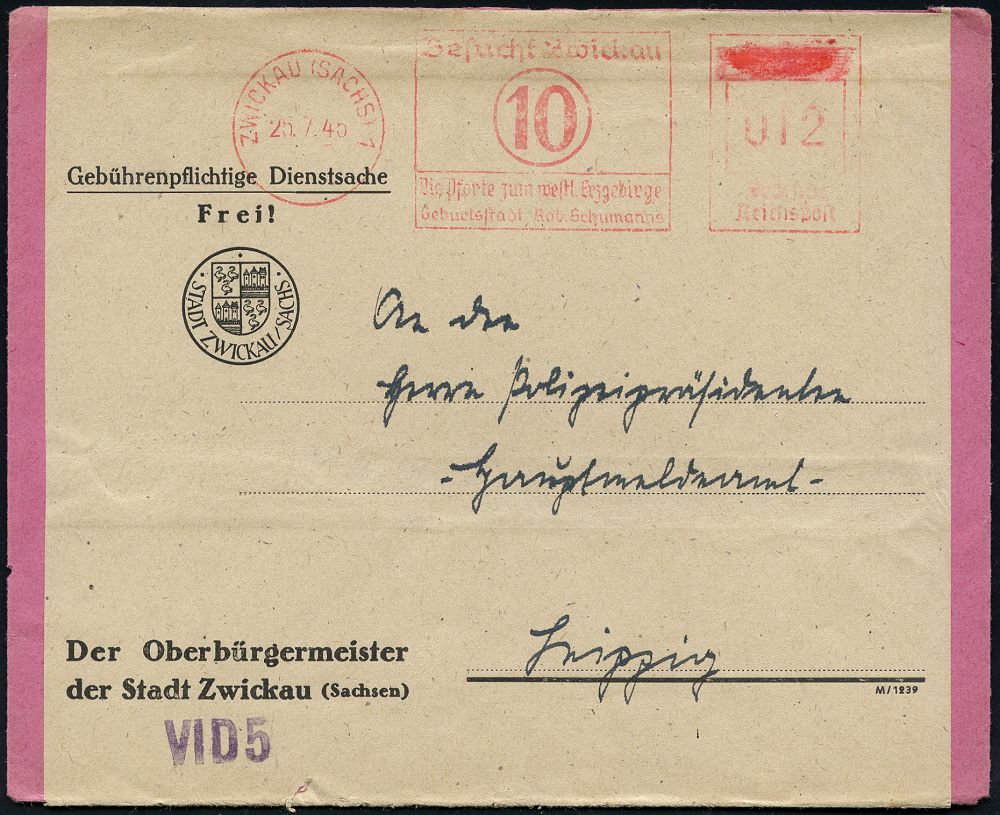 ZWICKAU (SACHS) 1
25.7.45
Besucht Zwickau
10
Die Pforte zum westl. Erzgebirge
Geburtsstadt Rob. Schumanns
012
Deutsche
Reichspost
Gebührenpflichtige Dienstsache
Frei!
STADT ZWICKAU/SACHS.
An den
Herrn Polizeipräsidenten
-Hauptmeldeamt-
Leipzig
Der Oberbürgermeister
der Stadt Zwickau (Sachsen)
M/1239
VID5